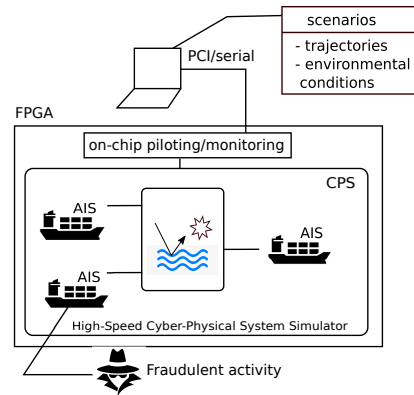 scenarios
- trajectories
- environmental
conditions
PCI/serial
FPGA
on-chip piloting/monitoring
CPS
AIS
AIS
AIS
High-Speed Cyber-Physical System Simulator
Fraudulent activity